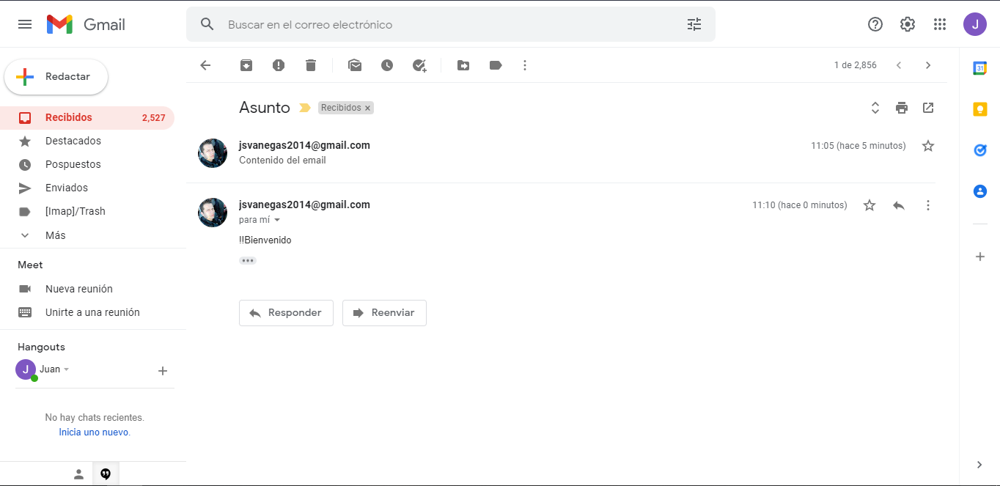 Gmail
Buscar en el correo electrónico
J
Redactar
1 de 2,856
31
Recibidos 2,527
Destacados
Pospuestos
Enviados
[Imap]/Trash
Más
Asunto Recibidos ×
jsvanegas2014@gmail.com 11:05 (hace 5 minutos)
Contenido del email
jsvanegas2014@gmail.com 11:10 (hace 0 minutos)
para mí
!!Bienvenido
Responder Reenviar
Meet
Nueva reunión
Unirte a una reunión
Hangouts
J Juan
No hay chats recientes.
Inicia uno nuevo.